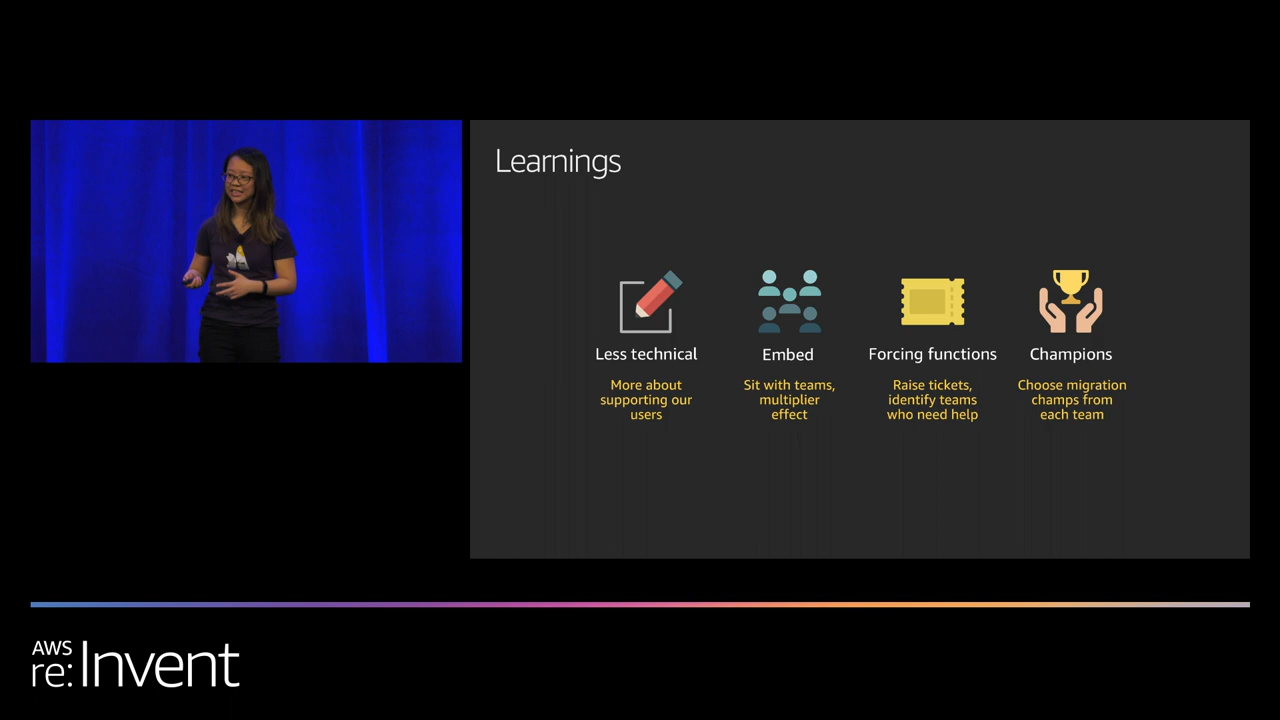 Learnings
Less technical
More about
supporting our
users
Embed
Sit with teams,
multiplier
effect
Forcing functions
Raise tickets,
identify teams
who need help
Champions
Choose migration
champs from
each team
AWS
re:Invent